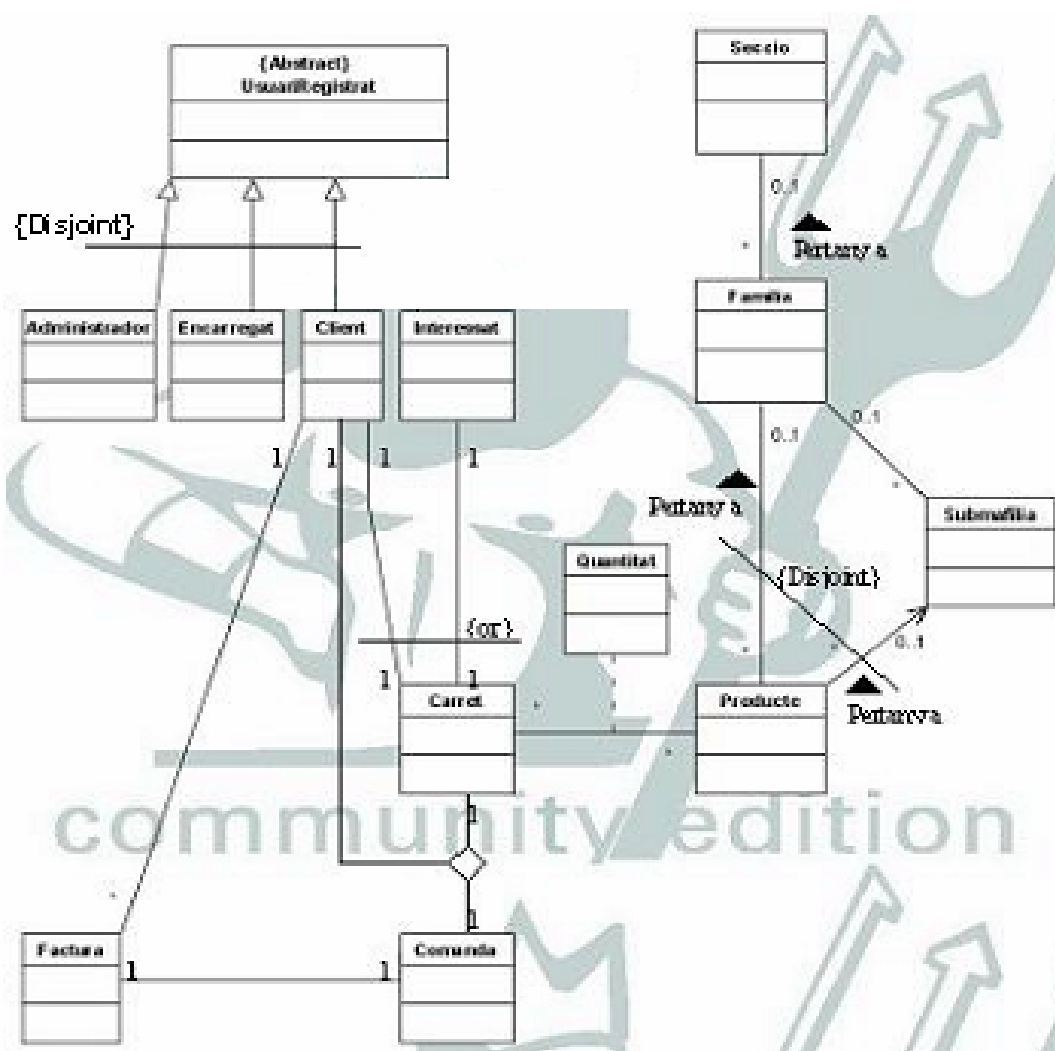 {Abstract}
UsuariRegistrat
Seccio
0..1
*
Pertany a
{Disjoint}
Administrador
Encarregat
Client
Interessat
Familia
1
1
1
1
0..1
0..1
*
Pertany a
Submafilia
Quantitat
{Disjoint}
{or}
*
*
0..1
1
1
Carret
*
*
Producte
Pertany a
1
community edition
*
1
Factura
1
1
Comanda